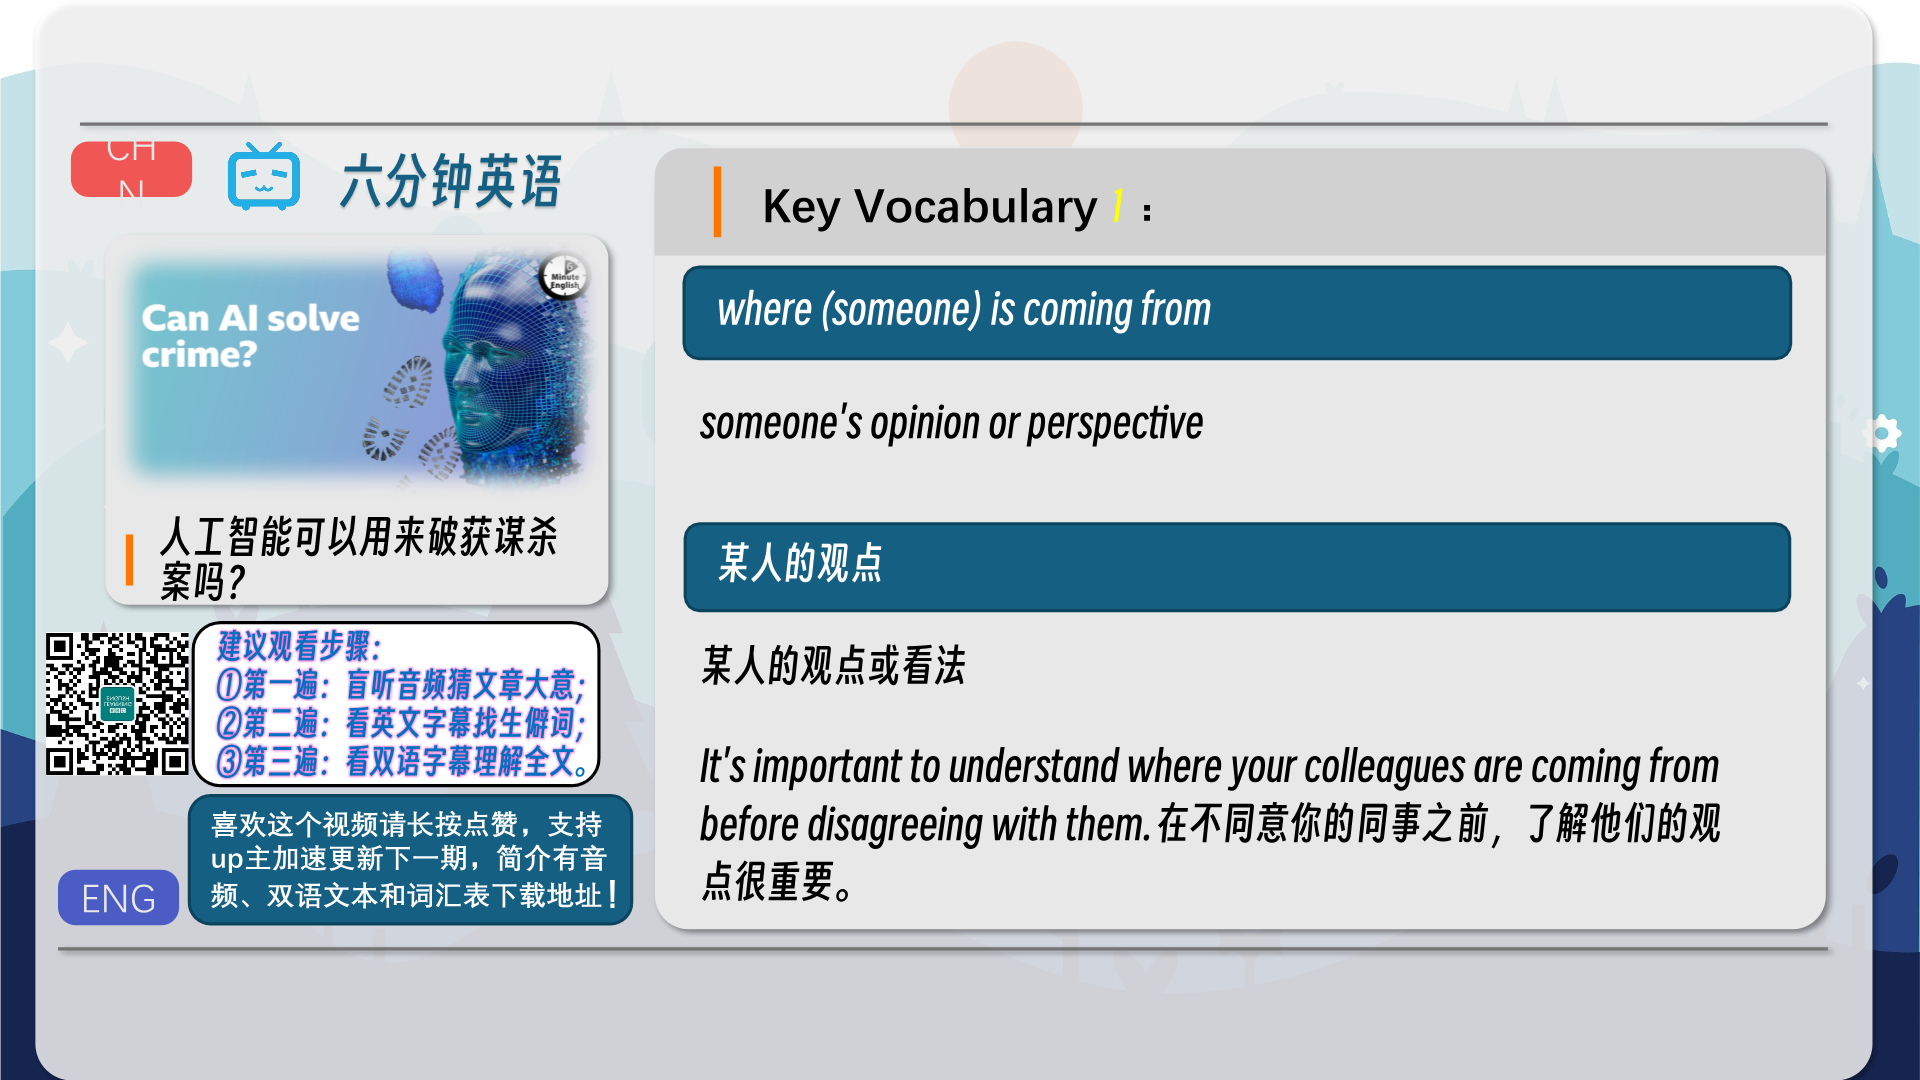 CH
N
六分钟英语
Can AI solve
crime?
6
Minute
English
人工智能可以用来破获谋杀
案吗?
建议观看步骤：
①第一遍：盲听音频猜文章大意；
②第二遍：看英文字幕找生僻词；
③第三遍：看双语字幕理解全文。
喜欢这个视频请长按点赞，支持
up主加速更新下一期，简介有音
频、双语文本和词汇表下载地址！
ENG
Key Vocabulary 1：
where (someone) is coming from
someone's opinion or perspective
某人的观点
某人的观点或看法
It's important to understand where your colleagues are coming from
before disagreeing with them.在不同意你的同事之前，了解他们的观
点很重要。